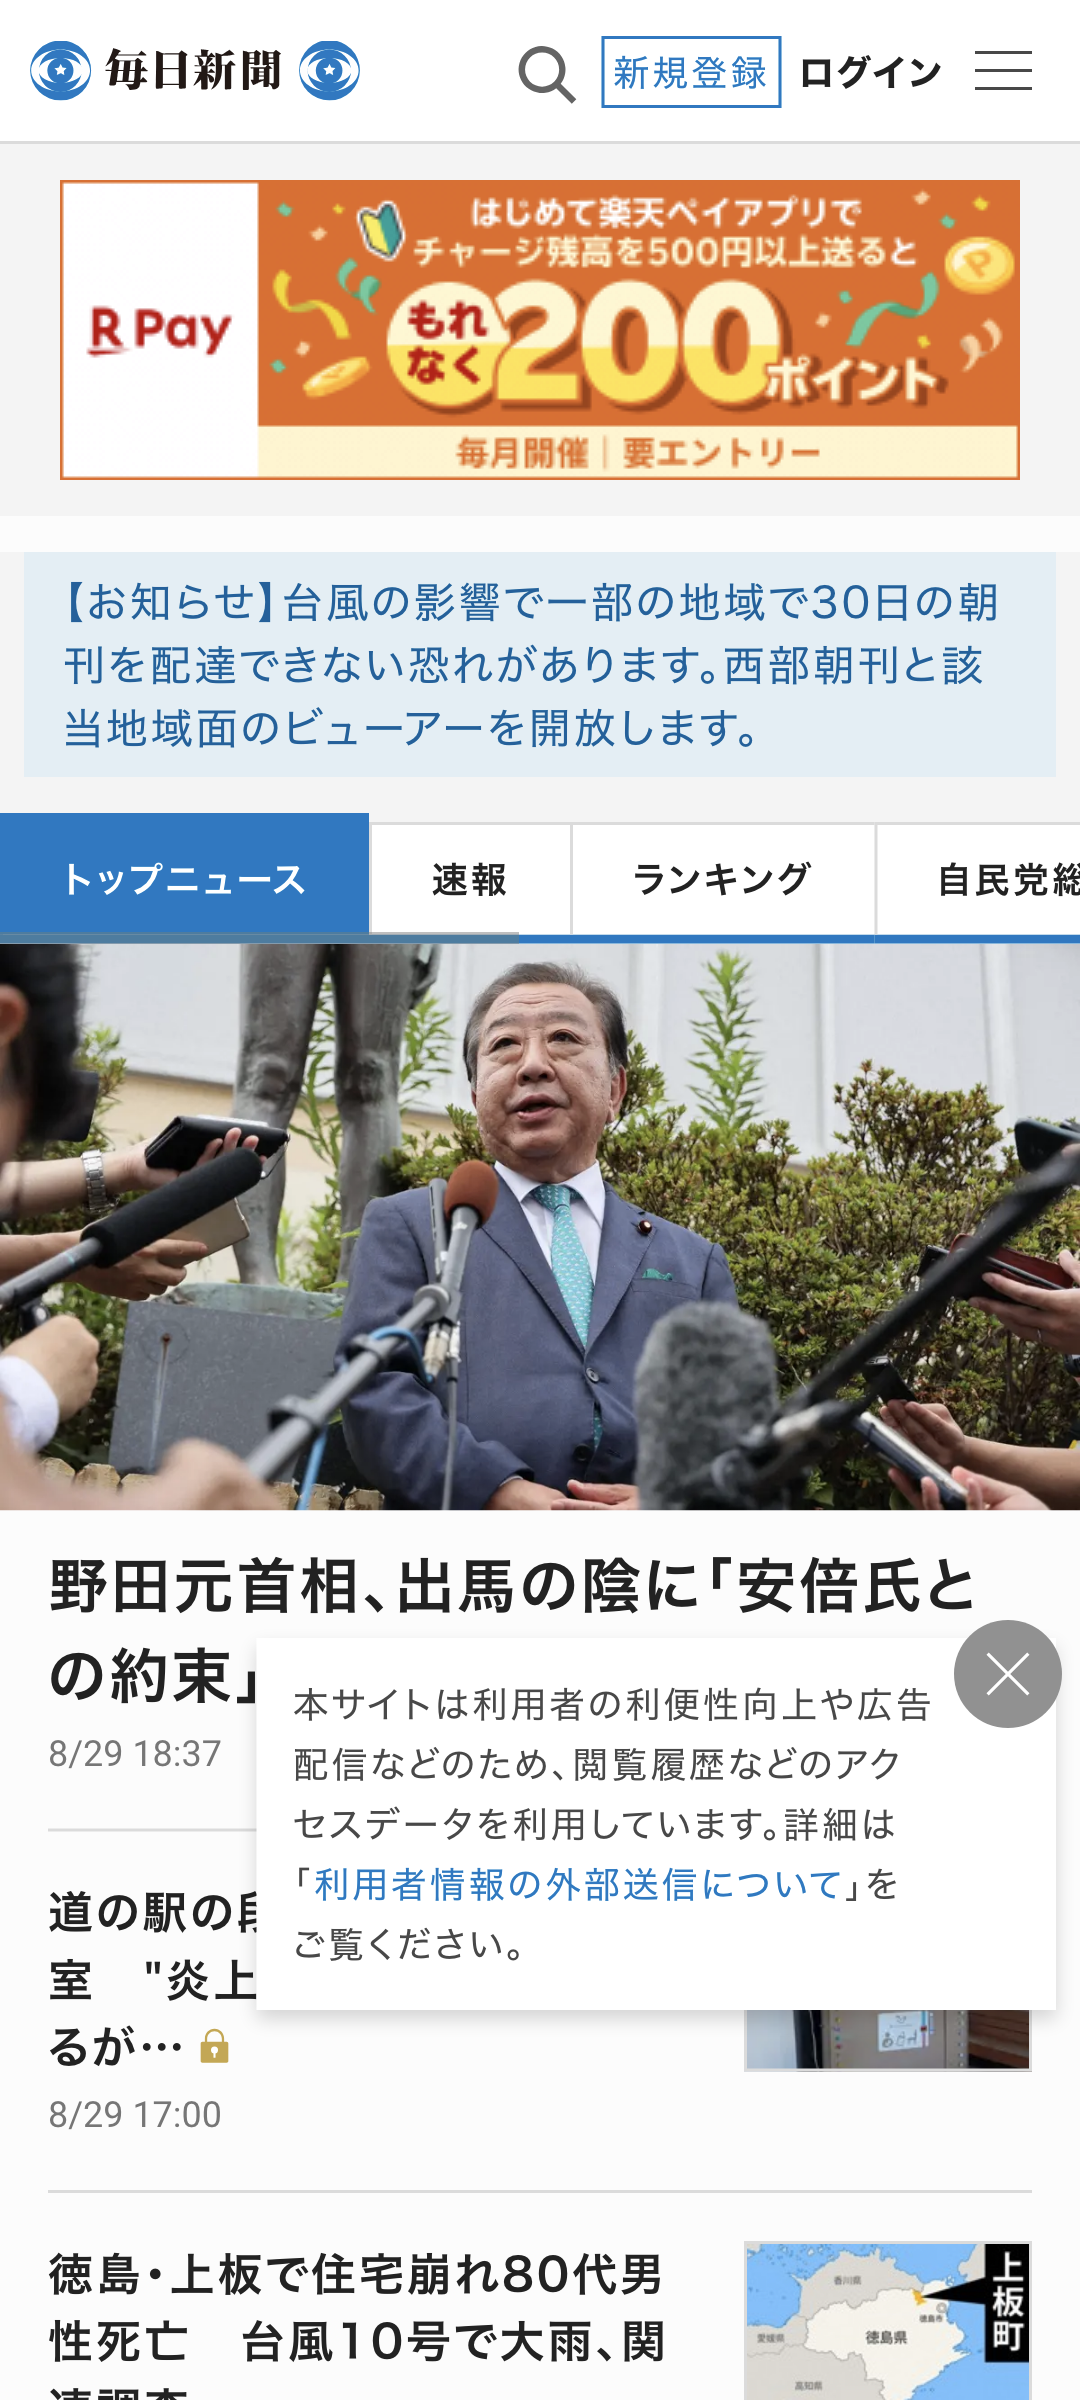 毎日新聞
新規登録
ログイン
はじめて楽天ペイアプリで
チャージ残高を500円以上送ると
R Pay
もれ
なく
200
ポイント
毎月開催｜要エントリー
【お知らせ】台風の影響で一部の地域で30日の朝
刊を配達できない恐れがあります。西部朝刊と該
当地域面のビューアーを開放します。
トップニュース
速報
ランキング
自民党総
野田元首相、出馬の陰に「安倍氏と
の約束」
8/29 18:37
本サイトは利用者の利便性向上や広告
配信などのため、閲覧履歴などのアク
セスデータを利用しています。詳細は
「利用者情報の外部送信について」を
ご覧ください。
道の駅の
室　"炎上
るが…
8/29 17:00
徳島・上板で住宅崩れ80代男
性死亡　台風10号で大雨、関
連調査
上板町
香川県
徳島市
徳島県
愛媛県
高知県